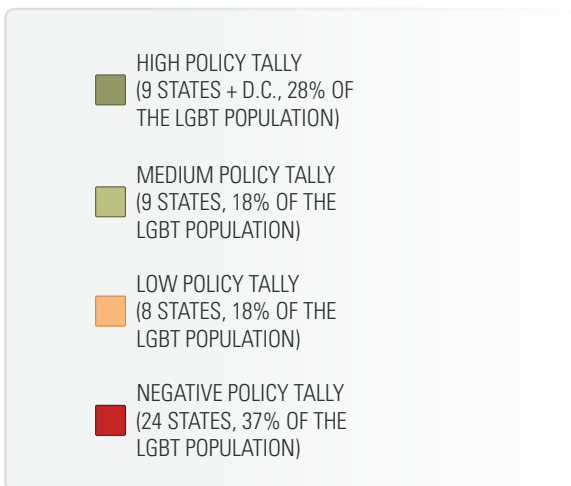 HIGH POLICY TALLY
(9 STATES + D.C., 28% OF
THE LGBT POPULATION)
MEDIUM POLICY TALLY
(9 STATES, 18% OF THE
LGBT POPULATION)
LOW POLICY TALLY
(8 STATES, 18% OF THE
LGBT POPULATION)
NEGATIVE POLICY TALLY
(24 STATES, 37% OF THE
LGBT POPULATION)